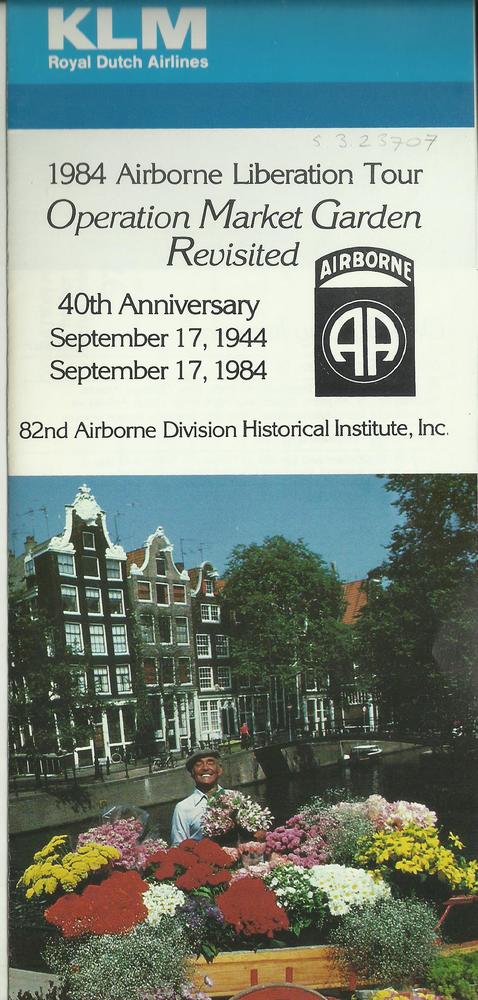 KLM
Royal Dutch Airlines
S 3.23707
1984 Airborne Liberation Tour
Operation Market Garden
Revisited
AIRBORNE
AA
40th Anniversary
September 17, 1944
September 17, 1984
82nd Airborne Division Historical Institute, Inc.